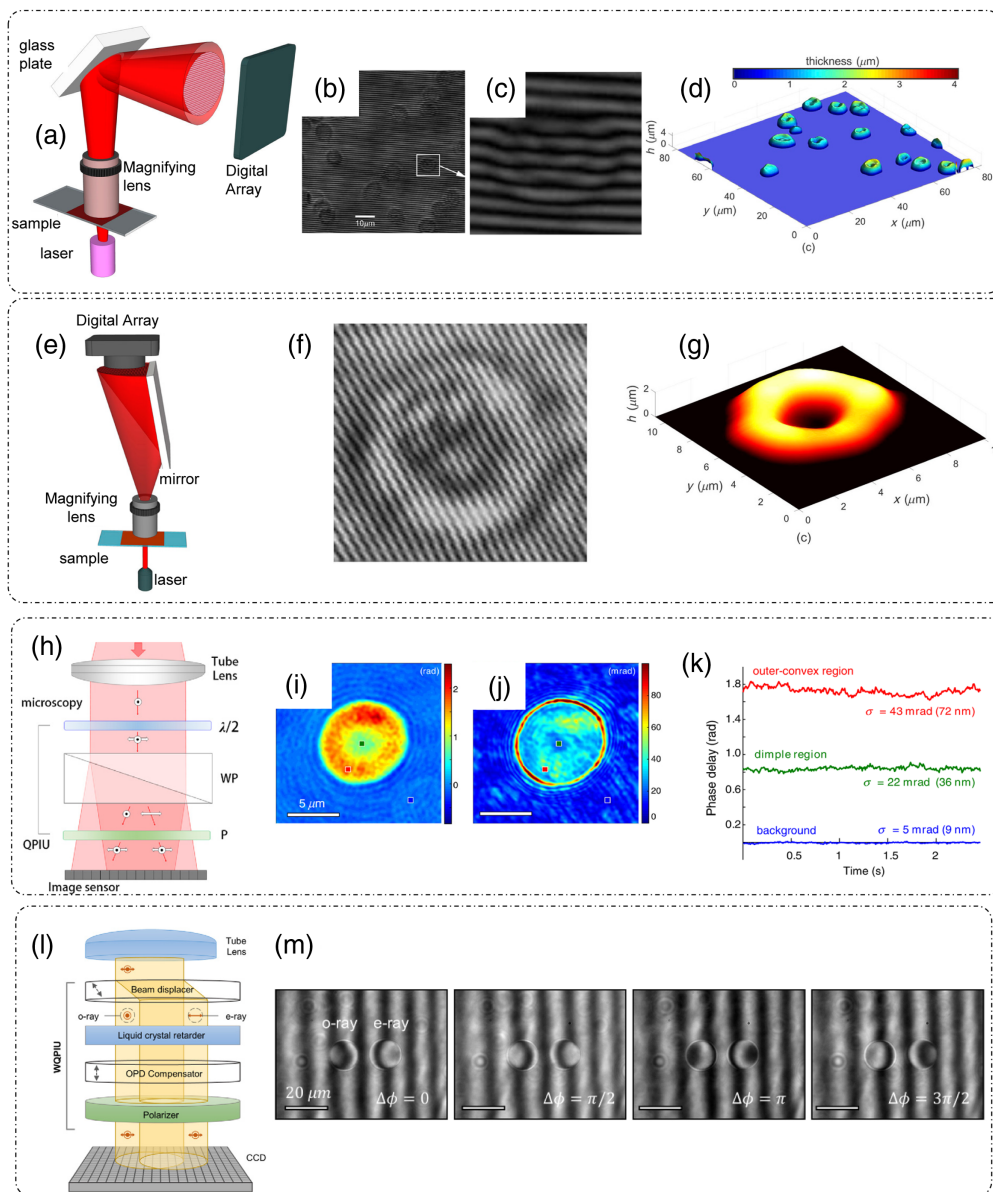 glass
plate
(a)
Magnifying
lens
sample
laser
Digital
Array
(b)
10μm
(c)
(d)
thickness (μm)
0 1 2 3 4
h (μm)
4
0
80
60
40
20
0
y (μm)
0
20
40
60
80
x (μm)
(c)
(e)
Digital Array
mirror
Magnifying
lens
sample
laser
(f)
(g)
h (μm)
2
0
10
8
6
4
2
0
y (μm)
0
2
4
6
8
x (μm)
(c)
(h)
Tube
Lens
microscopy
λ/2
WP
QPIU
P
Image sensor
(i)
(rad)
2
1
0
5 μm
(j)
(mrad)
80
60
40
20
0
(k)
Phase delay (rad)
1.8
1.4
1.0
0.6
0.2
outer-convex region
σ = 43 mrad (72 nm)
dimple region
σ = 22 mrad (36 nm)
background
σ = 5 mrad (9 nm)
0.5 1 1.5 2
Time (s)
(l)
Tube
Lens
Beam displacer
o-ray
e-ray
Liquid crystal retarder
WQPIU
OPD Compensator
Polarizer
CCD
(m)
o-ray e-ray
20 μm
Δϕ = 0
Δϕ = π/2
Δϕ = π
Δϕ = 3π/2